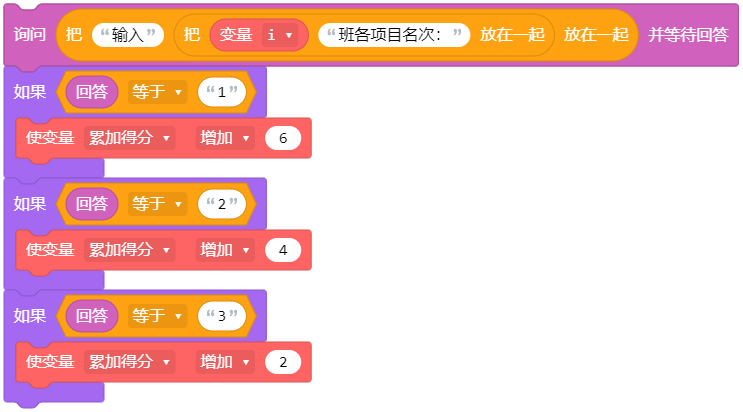 询问 把 “输入” 把 变量 i “班各项目名次：” 放在一起 放在一起 并等待回答
如果 回答 等于 “1”
使变量 累加得分 增加 6
如果 回答 等于 “2”
使变量 累加得分 增加 4
如果 回答 等于 “3”
使变量 累加得分 增加 2